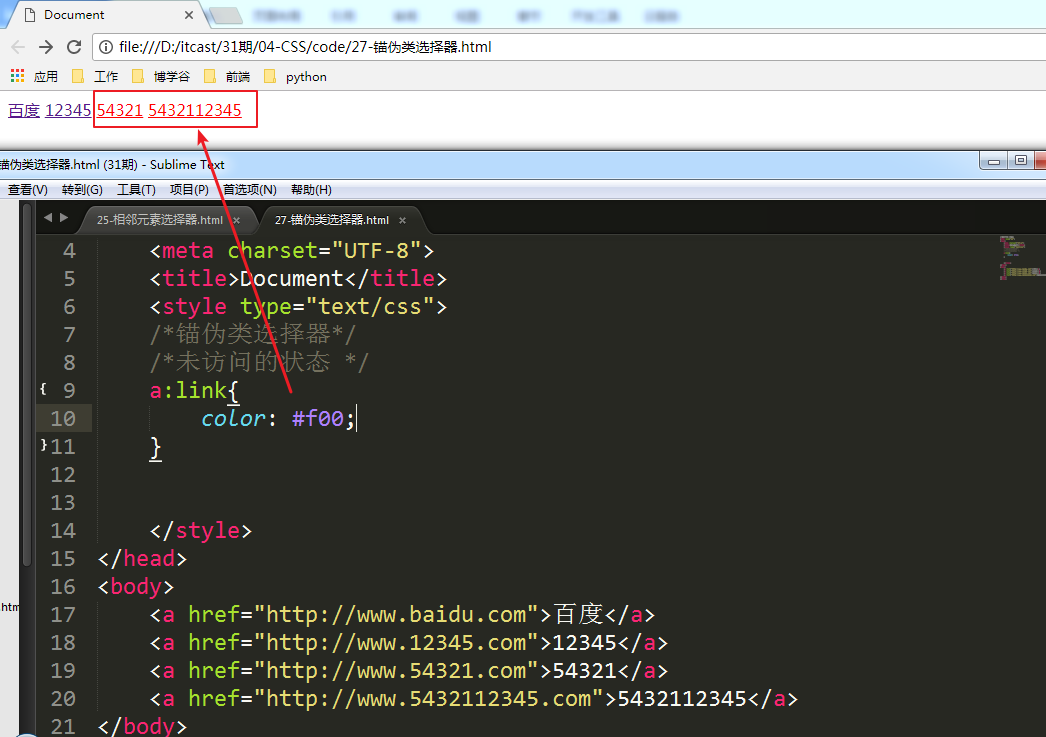 Document
file:///D:/itcast/31期/04-CSS/code/27-锚伪类选择器.html
应用 工作 博学谷 前端 python
百度 12345 54321 5432112345
锚伪类选择器.html (31期) - Sublime Text
查看(V) 转到(G) 工具(T) 项目(P) 首选项(N) 帮助(H)
25-相邻元素选择器.html 27-锚伪类选择器.html
4 <meta charset="UTF-8">
5 <title>Document</title>
6 <style type="text/css">
7 /*锚伪类选择器*/
8 /*未访问的状态 */
9 a:link{
10 color: #f00;
11 }
12
13
14 </style>
15 </head>
16 <body>
17 <a href="http://www.baidu.com">百度</a>
18 <a href="http://www.12345.com">12345</a>
19 <a href="http://www.54321.com">54321</a>
20 <a href="http://www.5432112345.com">5432112345</a>
21 </body>
.htm